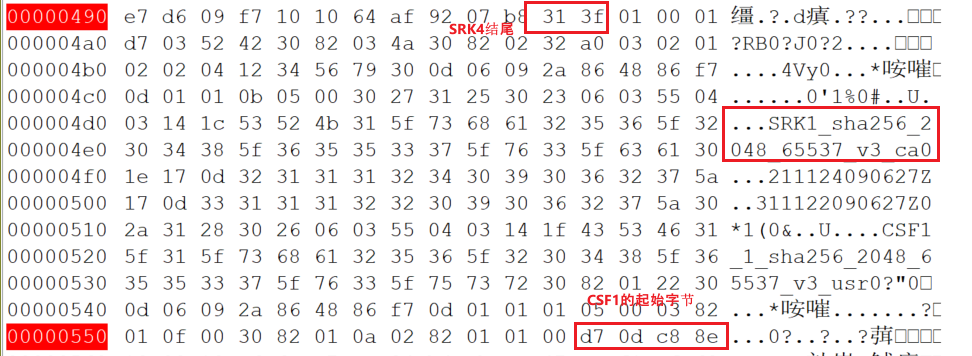 00000490 e7 d6 09 f7 10 10 64 af 92 07 b8 31 3f 01 00 01 缰.?.d瘨.??...□□□
SRK4结尾
000004a0 d7 03 52 42 30 82 03 4a 30 82 02 32 a0 03 02 01 ?RB0?J0?2....□□□
000004b0 02 02 04 12 34 56 79 30 0d 06 09 2a 86 48 86 f7 ....4Vy0...*咹嗺□
000004c0 0d 01 01 0b 05 00 30 27 31 25 30 23 06 03 55 04 ......0'1%0#..U.
000004d0 03 14 1c 53 52 4b 31 5f 73 68 61 32 35 36 5f 32 ...SRK1_sha256_2
000004e0 30 34 38 5f 36 35 35 33 37 5f 76 33 5f 63 61 30 048_65537_v3_ca0
000004f0 1e 17 0d 32 31 31 31 32 34 30 39 30 36 32 37 5a ...211124090627Z
00000500 17 0d 33 31 31 31 32 32 30 39 30 36 32 37 5a 30 ..311122090627Z0
00000510 2a 31 28 30 26 06 03 55 04 03 14 1f 43 53 46 31 *1(0&..U....CSF1
00000520 5f 31 5f 73 68 61 32 35 36 5f 32 30 34 38 5f 36 _1_sha256_2048_6
00000530 35 35 33 37 5f 76 33 5f 75 73 72 30 82 01 22 30 5537_v3_usr0?"0□
CSF1的起始字节
00000540 0d 06 09 2a 86 48 86 f7 0d 01 01 01 05 00 03 82 ...*咹嗺.......?□
00000550 01 0f 00 30 82 01 0a 02 82 01 01 00 d7 0d c8 8e ...0?..?..?